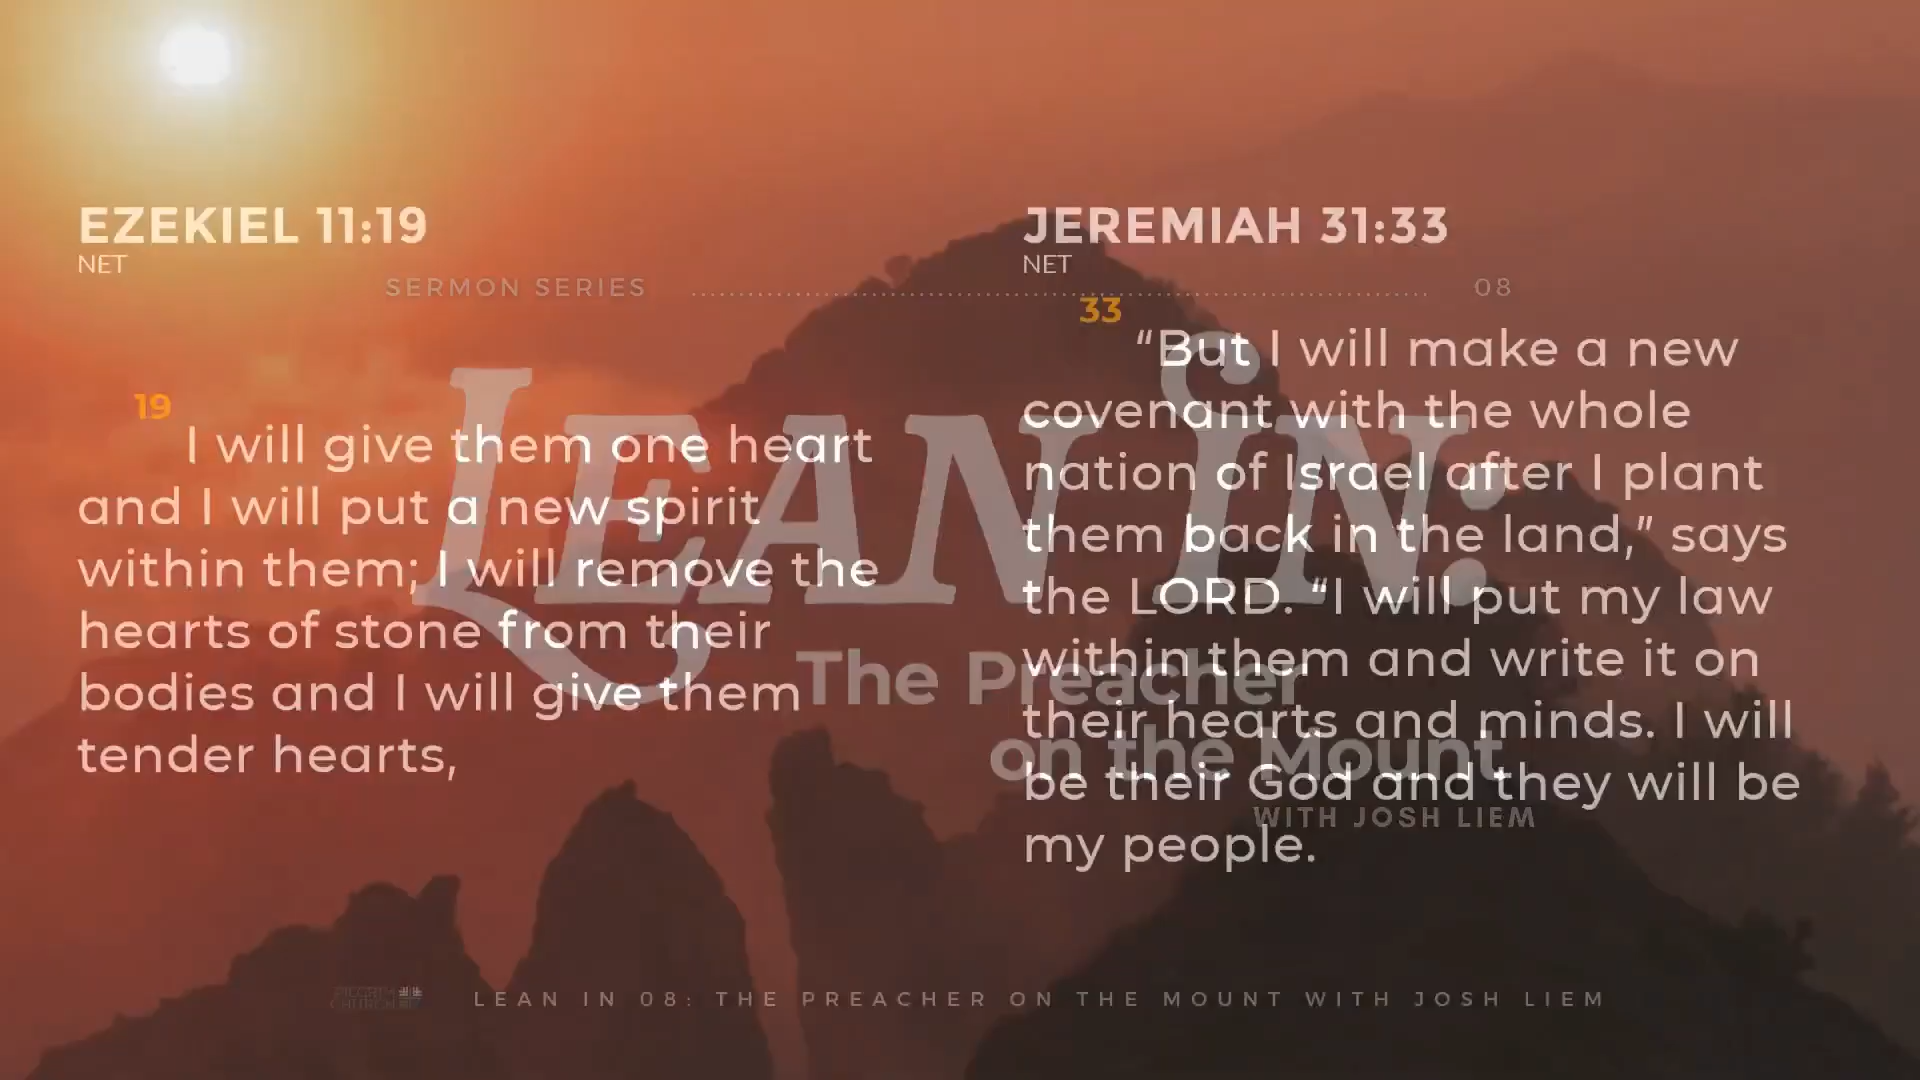 EZEKIEL 11:19
NET
19
I will give them one heart
and I will put a new spirit
within them; I will remove the
hearts of stone from their
bodies and I will give them
tender hearts,
JEREMIAH 31:33
NET
33
“But I will make a new
covenant with the whole
nation of Israel after I plant
them back in the land,” says
the LORD. “I will put my law
within them and write it on
their hearts and minds. I will
be their God and they will be
my people.
SERMON SERIES 08
LEAN IN:
The Preacher
on the Mount
WITH JOSH LIEM
PILGRIM
CHURCH
LEAN IN 08: THE PREACHER ON THE MOUNT WITH JOSH LIEM